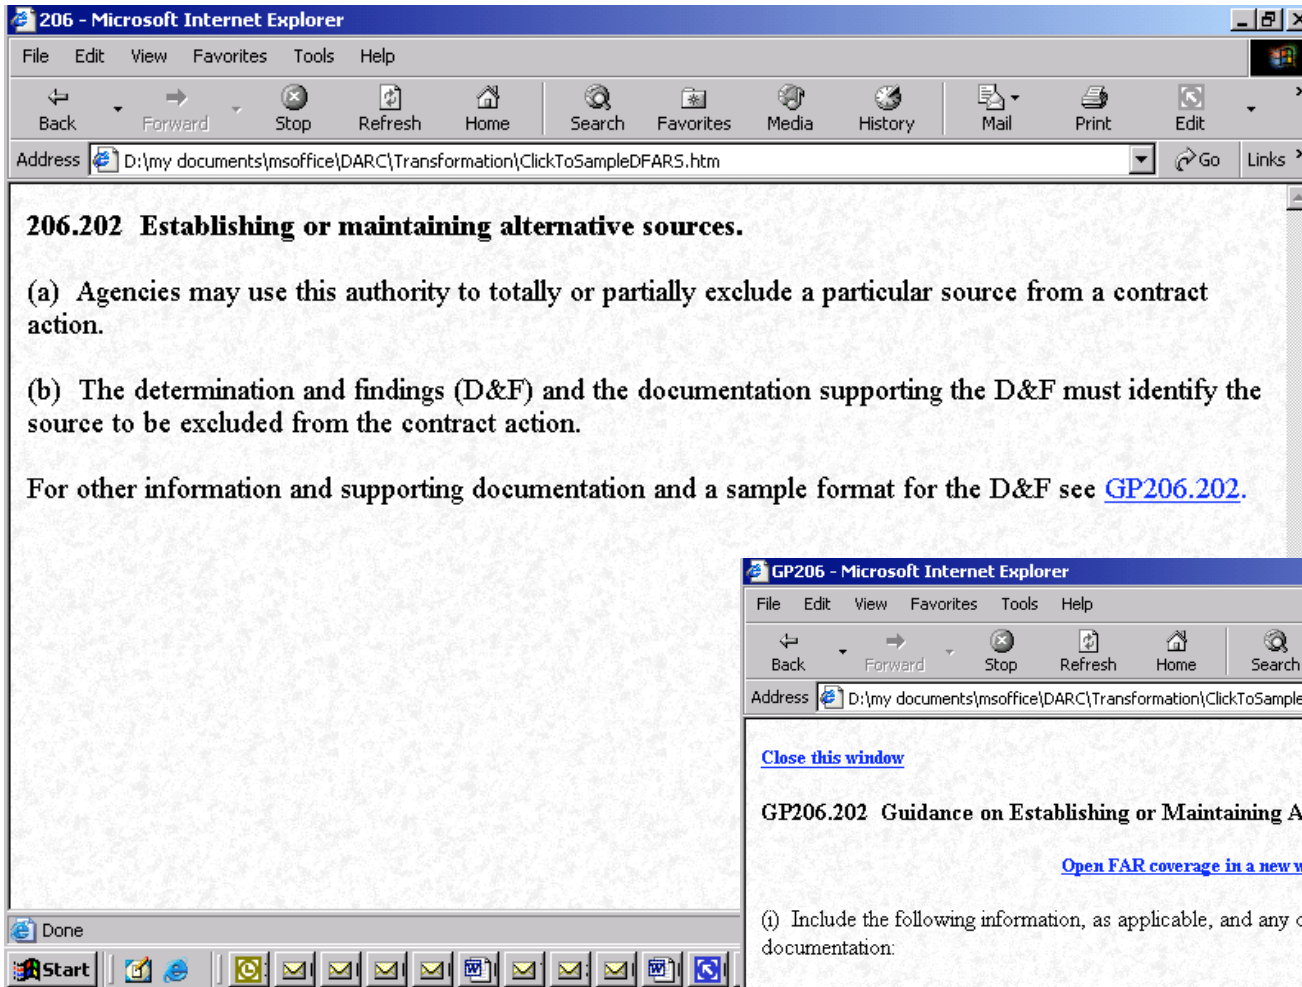 206 - Microsoft Internet Explorer
File Edit View Favorites Tools Help
Back Forward Stop Refresh Home Search Favorites Media History Mail Print Edit
Address D:\my documents\msoffice\DARC\Transformation\ClickToSampleDFARS.htm Go Links
206.202 Establishing or maintaining alternative sources.
(a) Agencies may use this authority to totally or partially exclude a particular source from a contract
action.
(b) The determination and findings (D&F) and the documentation supporting the D&F must identify the
source to be excluded from the contract action.
For other information and supporting documentation and a sample format for the D&F see GP206.202.
GP206 - Microsoft Internet Explorer
File Edit View Favorites Tools Help
Back Forward Stop Refresh Home Search
Address D:\my documents\msoffice\DARC\Transformation\ClickToSample
Close this window
GP206.202 Guidance on Establishing or Maintaining A
Open FAR coverage in a new
(i) Include the following information, as applicable, and any
documentation:
Done
Start